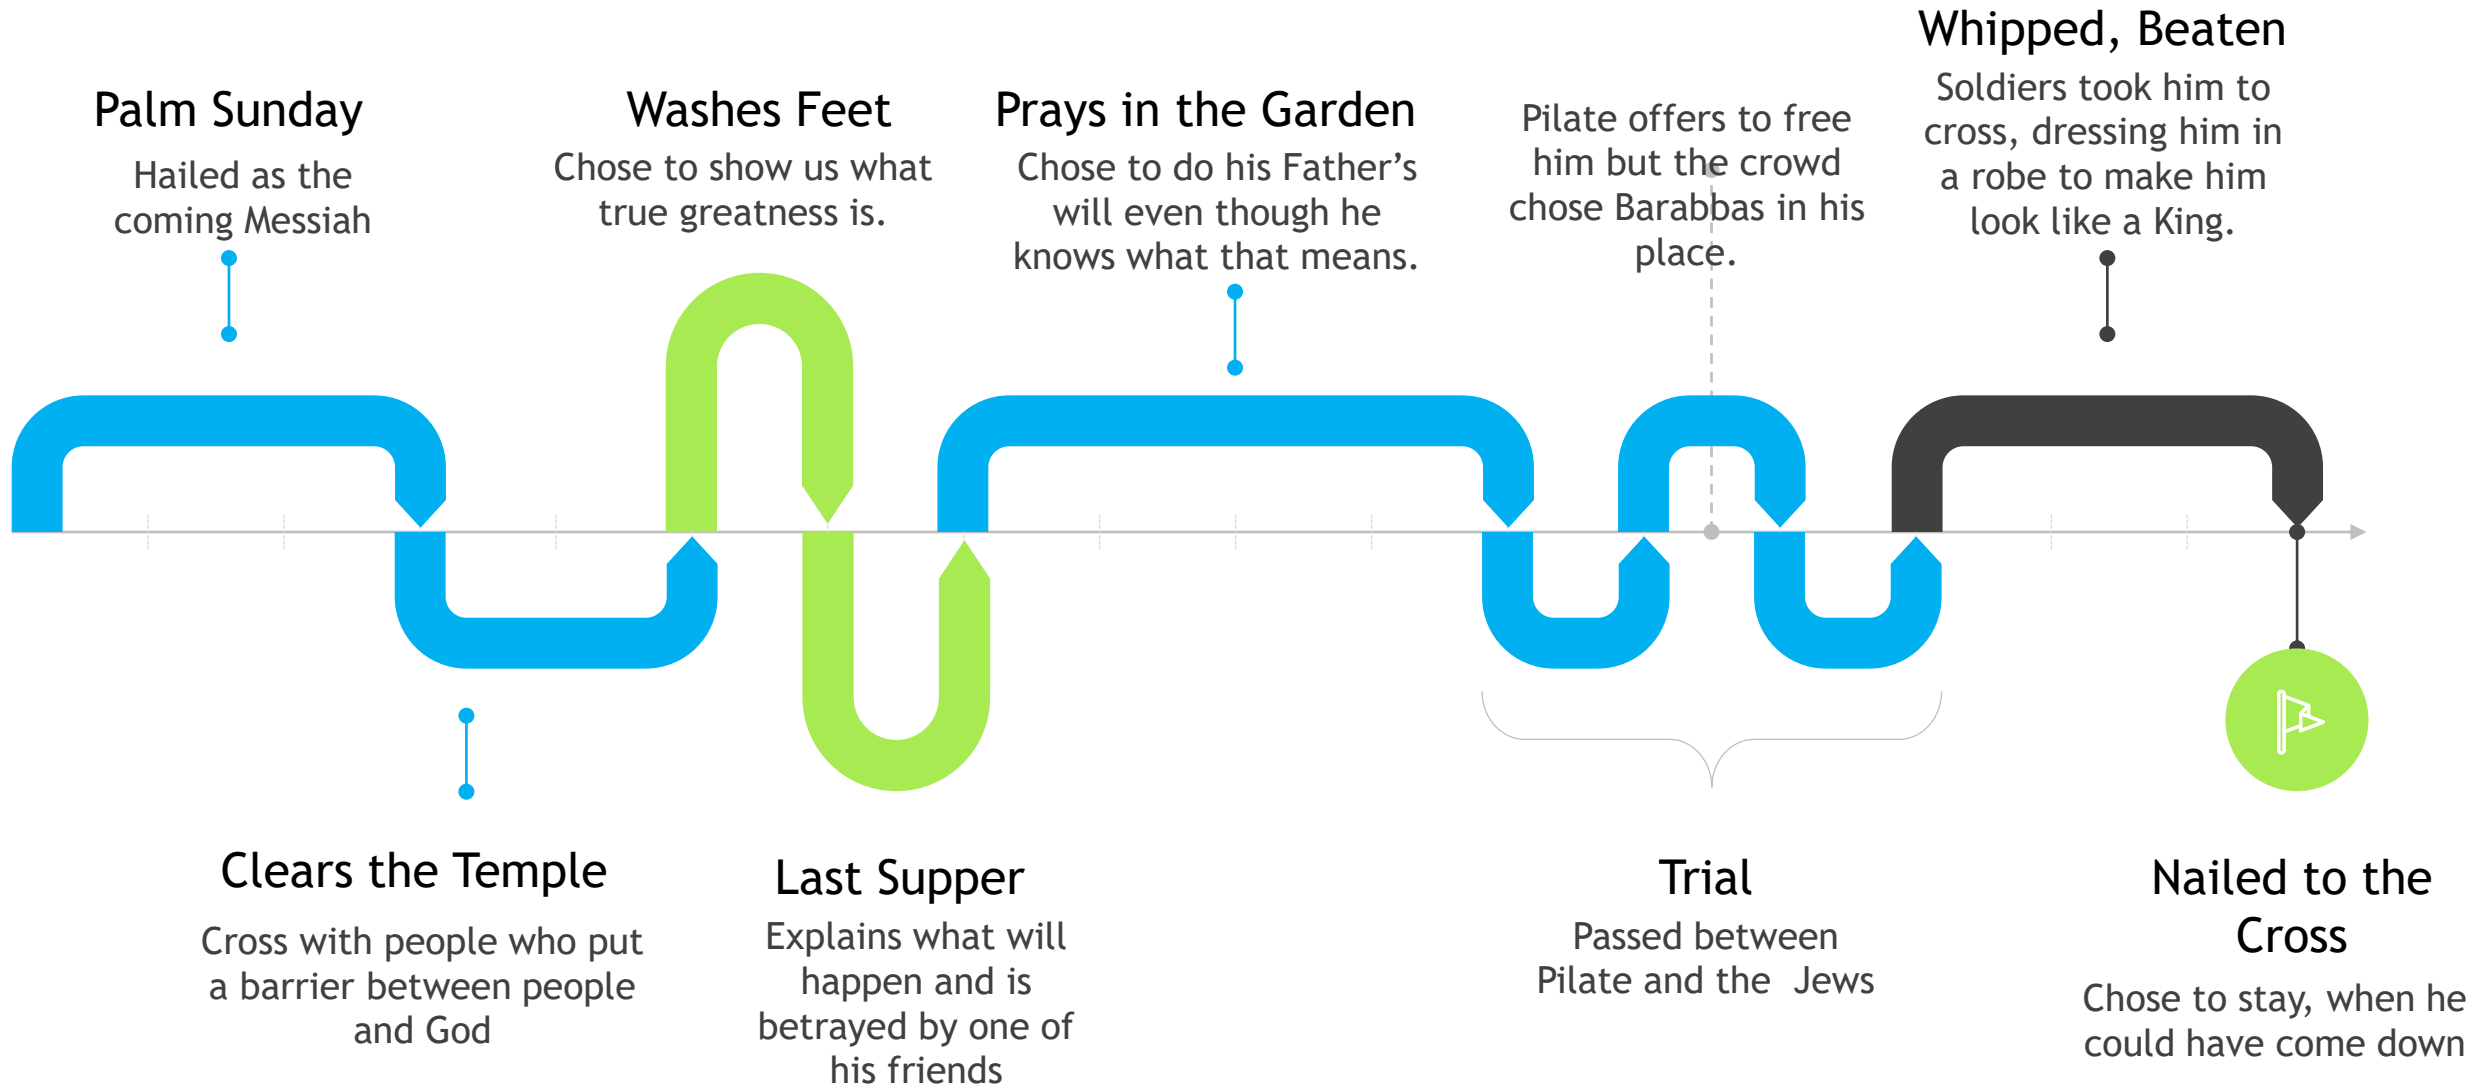 Palm Sunday
Hailed as the
coming Messiah
Clears the Temple
Cross with people who put
a barrier between people
and God
Washes Feet
Chose to show us what
true greatness is.
Last Supper
Explains what will
happen and is
betrayed by one of
his friends
Prays in the Garden
Chose to do his Father’s
will even though he
knows what that means.
Pilate offers to free
him but the crowd
chose Barabbas in his
place.
Trial
Passed between
Pilate and the  Jews
Whipped, Beaten
Soldiers took him to
cross, dressing him in
a robe to make him
look like a King.
Nailed to the
Cross
Chose to stay, when he
could have come down